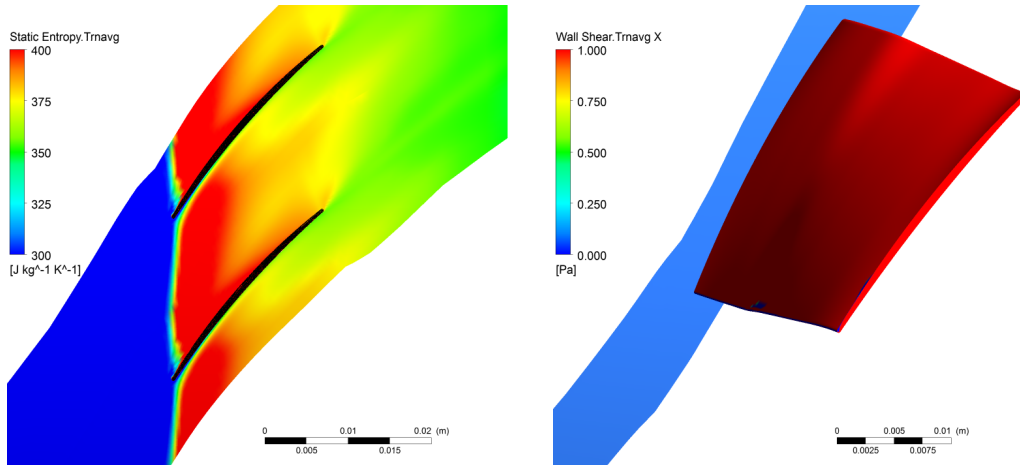 Static Entropy.Trnavg
400
375
350
325
300
[J kg^-1 K^-1]
0 0.01 0.02 (m)
0.005 0.015
Wall Shear.Trnavg X
1.000
0.750
0.500
0.250
0.000
[Pa]
0 0.005 0.01 (m)
0.0025 0.0075